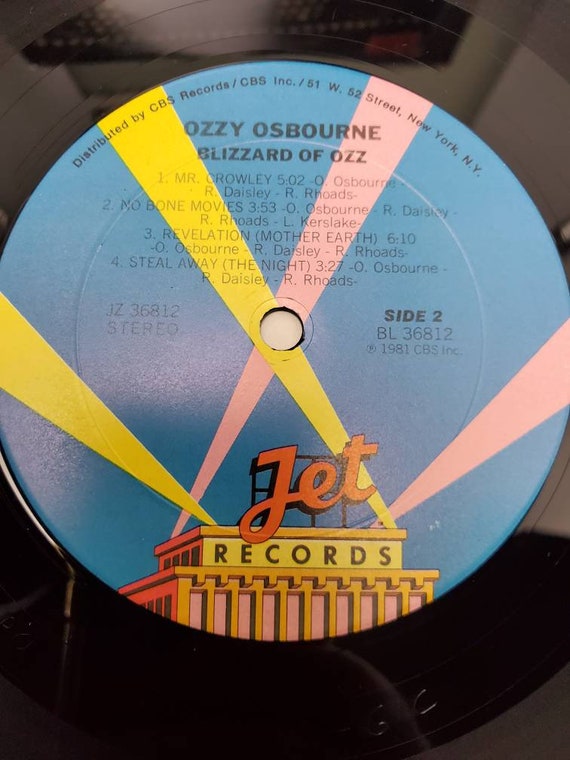 Distributed by CBS Records/CBS Inc./51 W. 52 Street, New York, N.Y.
OZZY OSBOURNE
BLIZZARD OF OZZ
1. MR. CROWLEY 5:02 -O. Osbourne -
R. Daisley - R. Rhoads-
2. NO BONE MOVIES 3:53 -O. Osbourne - R. Daisley -
R. Rhoads - L. Kerslake-
3. REVELATION (MOTHER EARTH) 6:10
-O. Osbourne - R. Daisley - R. Rhoads-
4. STEAL AWAY (THE NIGHT) 3:27 -O. Osbourne -
R. Daisley - R. Rhoads-
JZ 36812
STEREO
SIDE 2
BL 36812
℗ 1981 CBS Inc.
Jet
RECORDS